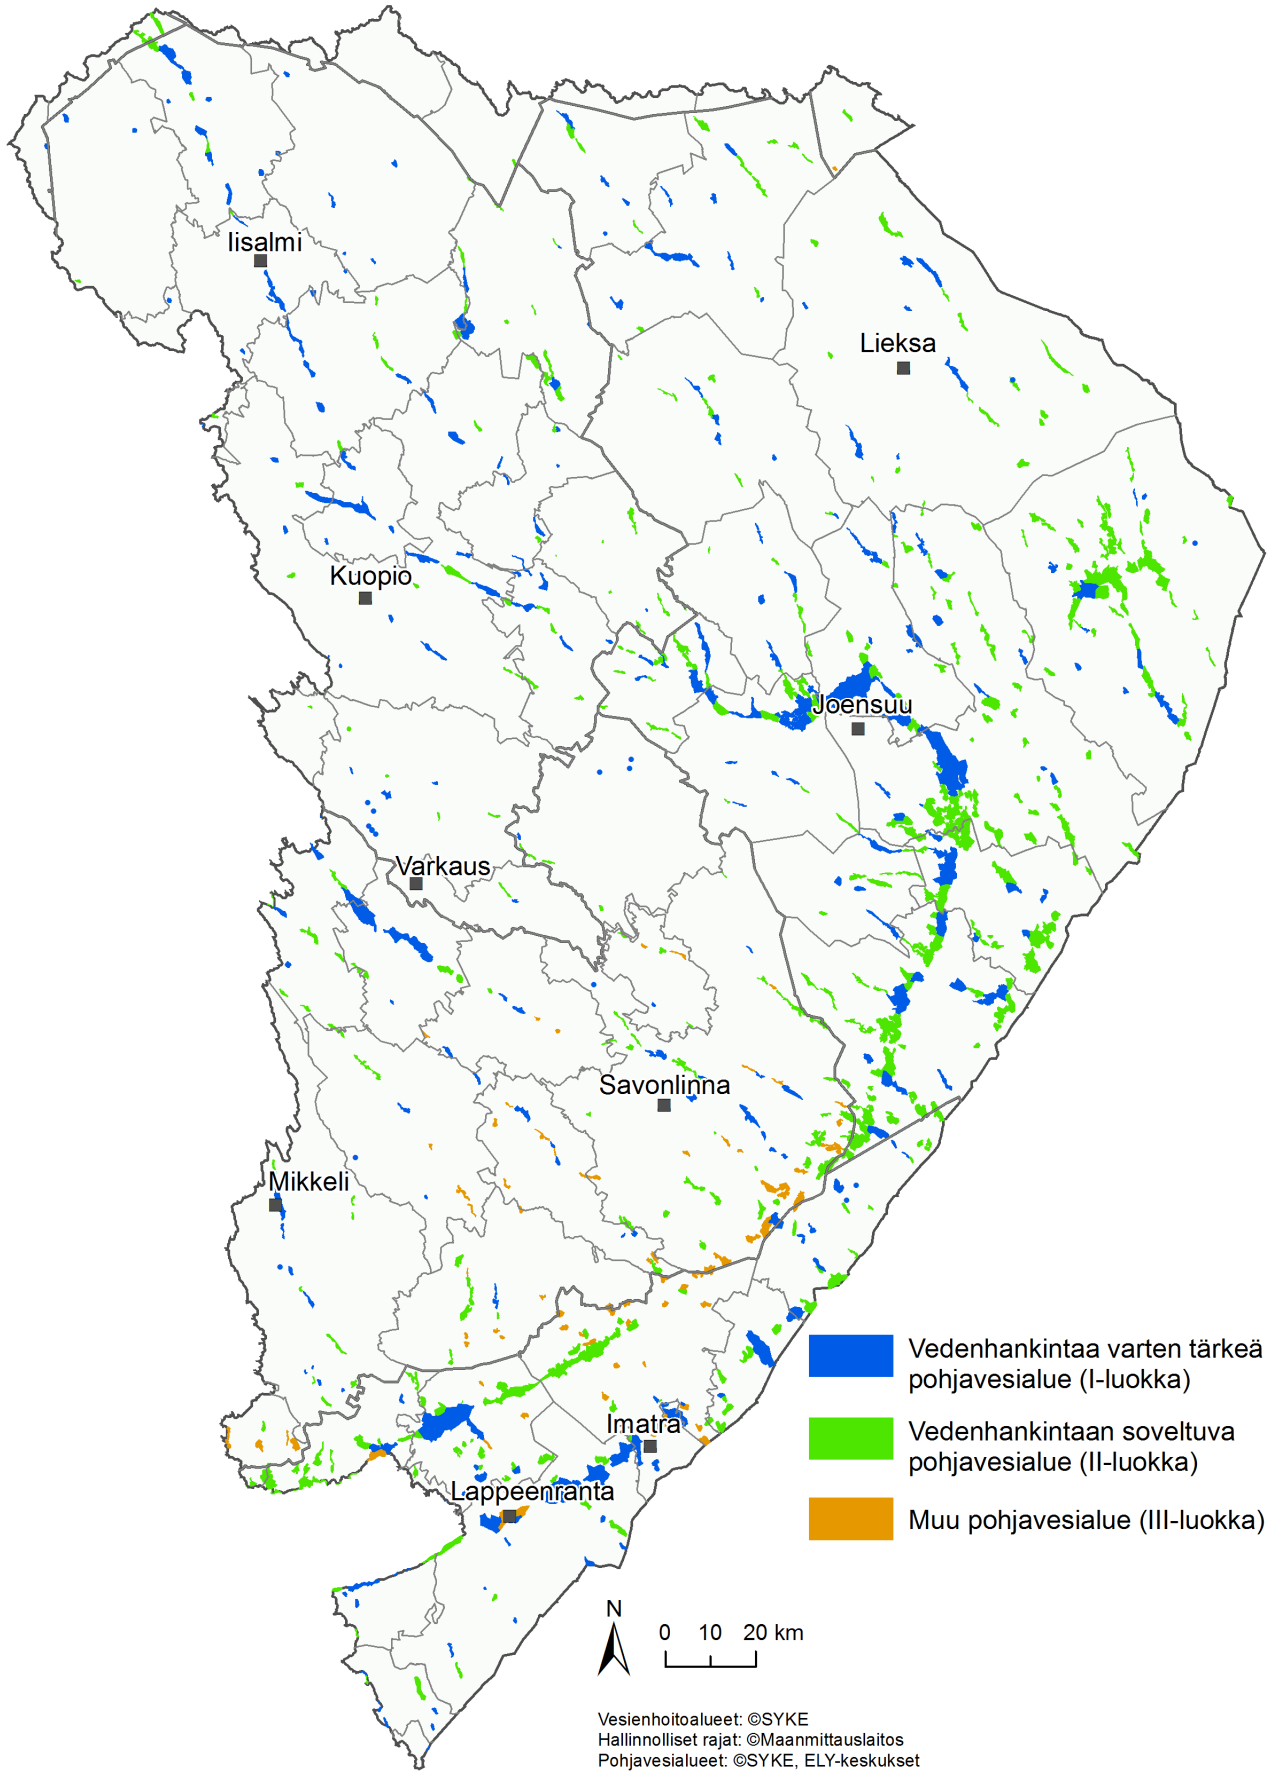 Iisalmi
Lieksa
Kuopio
Joensuu
Varkaus
Savonlinna
Mikkeli
Vedenhankintaa varten tärkeä
pohjavesialue (I-luokka)
Vedenhankintaan soveltuva
pohjavesialue (II-luokka)
Imatra
Lappeenranta
Muu pohjavesialue (III-luokka)
N
0 10 20 km
Vesienhoitoalueet: ©SYKE
Hallinnolliset rajat: ©Maanmittauslaitos
Pohjavesialueet: ©SYKE, ELY-keskukset